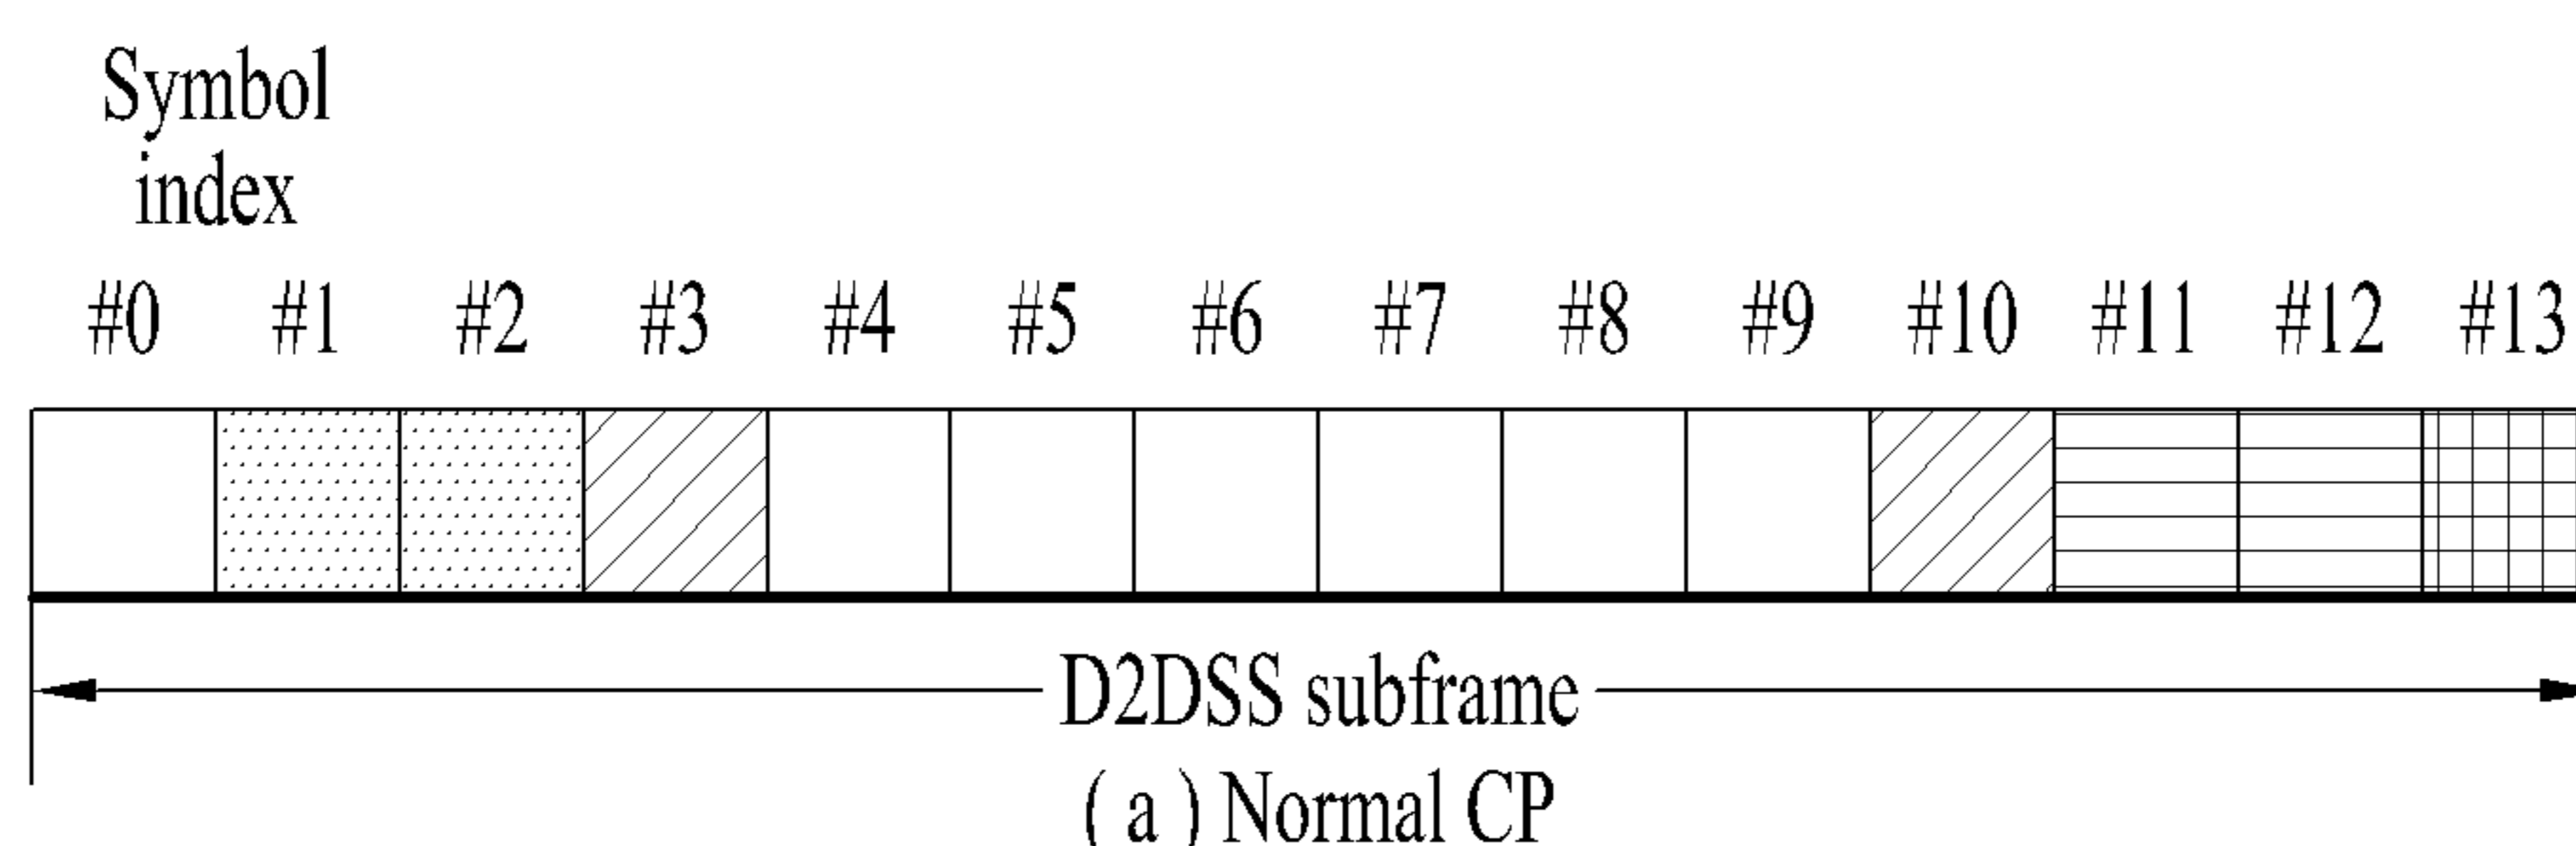 Symbol
index
#0 #1 #2 #3 #4 #5 #6 #7 #8 #9 #10 #11 #12 #13
D2DSS subframe
( a ) Normal CP